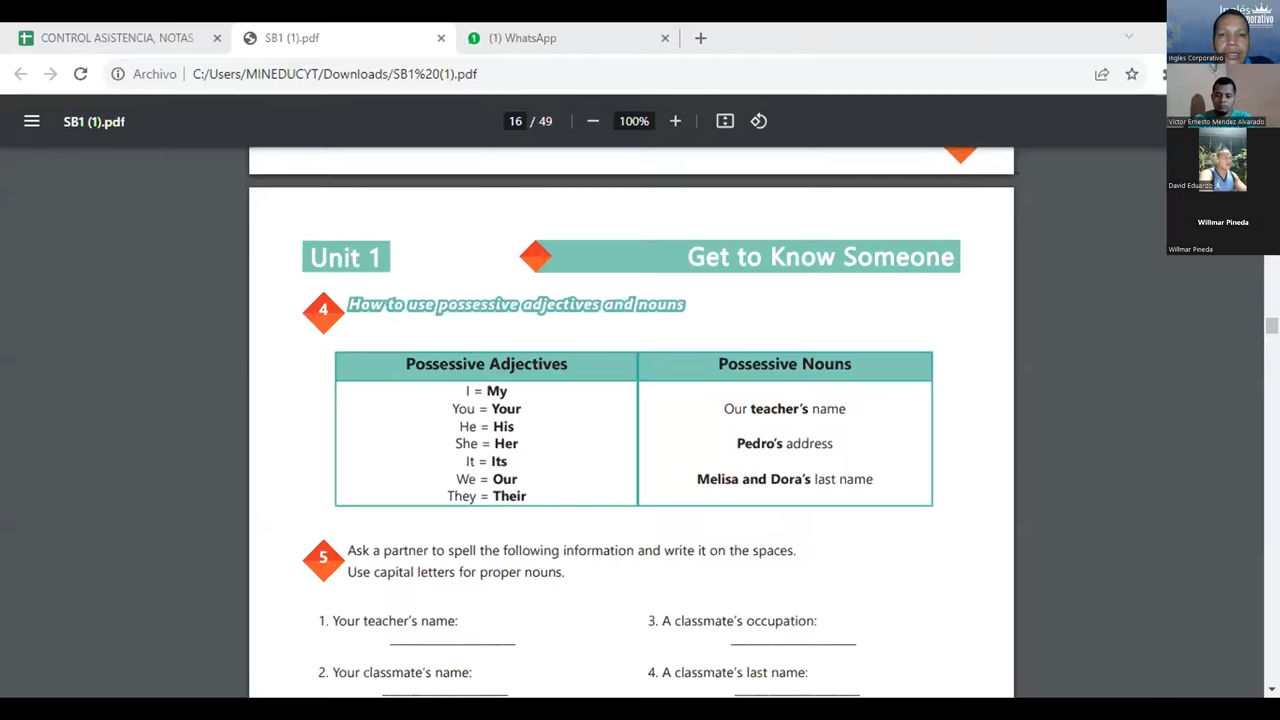 CONTROL ASISTENCIA, NOTAS
SB1 (1).pdf
(1) WhatsApp
Archivo
C:/Users/MINEDUCYT/Downloads/SB1%20(1).pdf
SB1 (1).pdf
16 / 49
100%
Unit 1
Get to Know Someone
4
How to use possessive adjectives and nouns
Possessive Adjectives
Possessive Nouns
I = My
You = Your
He = His
She = Her
It = Its
We = Our
They = Their
Our teacher's name
Pedro's address
Melisa and Dora's last name
5
Ask a partner to spell the following information and write it on the spaces.
Use capital letters for proper nouns.
1. Your teacher's name:
3. A classmate's occupation:
2. Your classmate's name:
4. A classmate's last name:
Inglés
Corporativo
Ingles Corporativo
Victor Ernesto Mendez Alvarado
David Eduardo
Willmar Pineda
Willmar Pineda